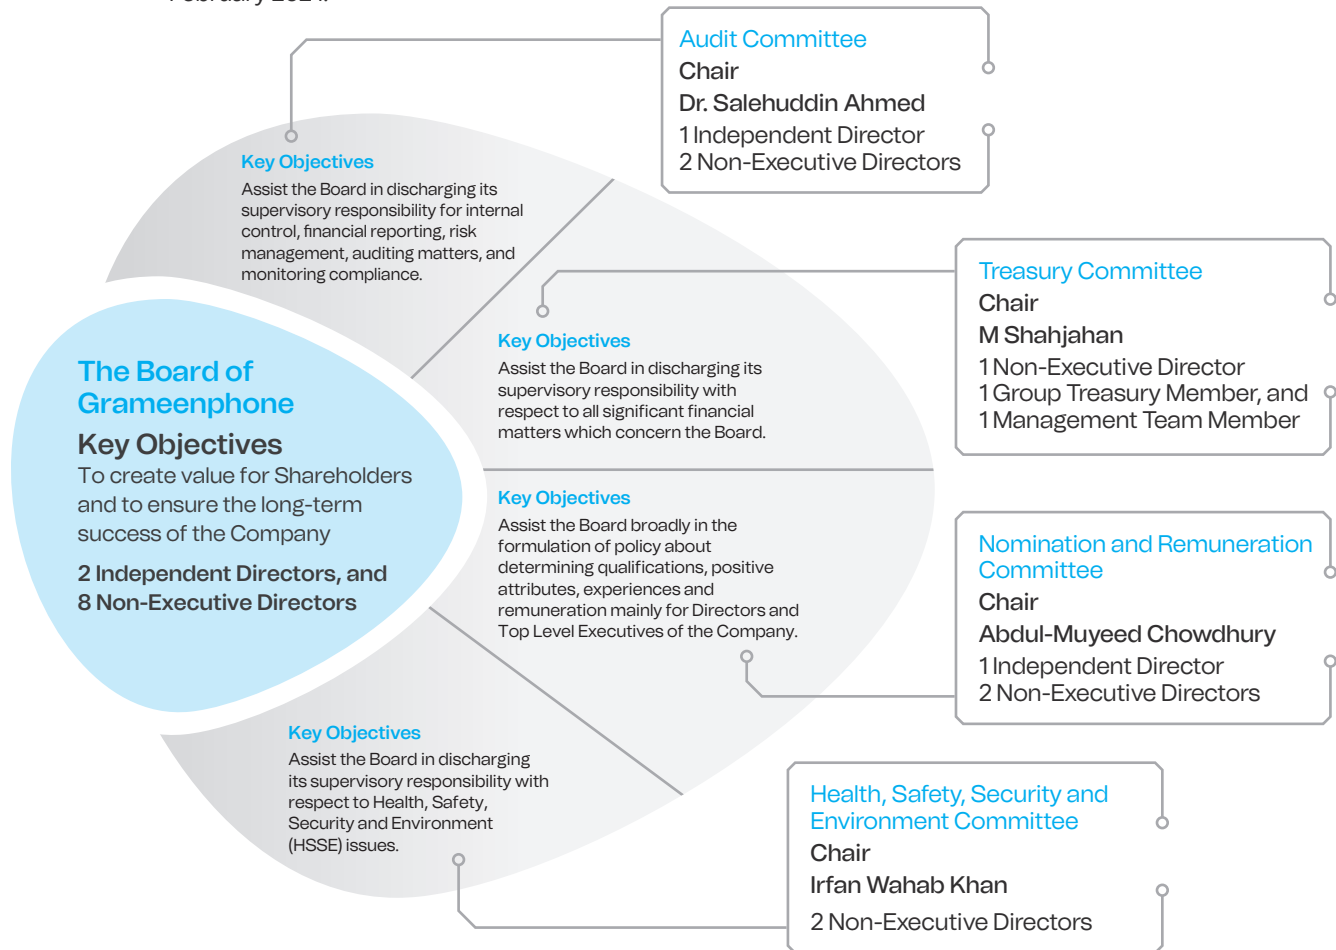 February 2024.
Audit Committee
Chair
Dr. Salehuddin Ahmed
1 Independent Director
2 Non-Executive Directors
Key Objectives
Assist the Board in discharging its
supervisory responsibility for internal
control, financial reporting, risk
management, auditing matters, and
monitoring compliance.
Treasury Committee
Chair
M Shahjahan
1 Non-Executive Director
1 Group Treasury Member, and
1 Management Team Member
Key Objectives
Assist the Board in discharging its
supervisory responsibility with
respect to all significant financial
matters which concern the Board.
The Board of
Grameenphone
Key Objectives
To create value for Shareholders
and to ensure the long-term
success of the Company
2 Independent Directors, and
8 Non-Executive Directors
Key Objectives
Assist the Board broadly in the
formulation of policy about
determining qualifications, positive
attributes, experiences and
remuneration mainly for Directors and
Top Level Executives of the Company.
Nomination and Remuneration
Committee
Chair
Abdul-Muyeed Chowdhury
1 Independent Director
2 Non-Executive Directors
Key Objectives
Assist the Board in discharging
its supervisory responsibility with
respect to Health, Safety,
Security and Environment
(HSSE) issues.
Health, Safety, Security and
Environment Committee
Chair
Irfan Wahab Khan
2 Non-Executive Directors